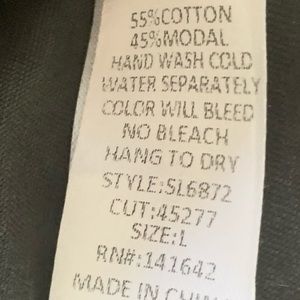 55%COTTON
45%MODAL
HAND WASH COLD
WATER SEPARATELY
COLOR WILL BLEED
NO BLEACH
HANG TO DRY
STYLE:SL6872
CUT:45277
SIZE:L
RN#:141642
MADE IN CHIN